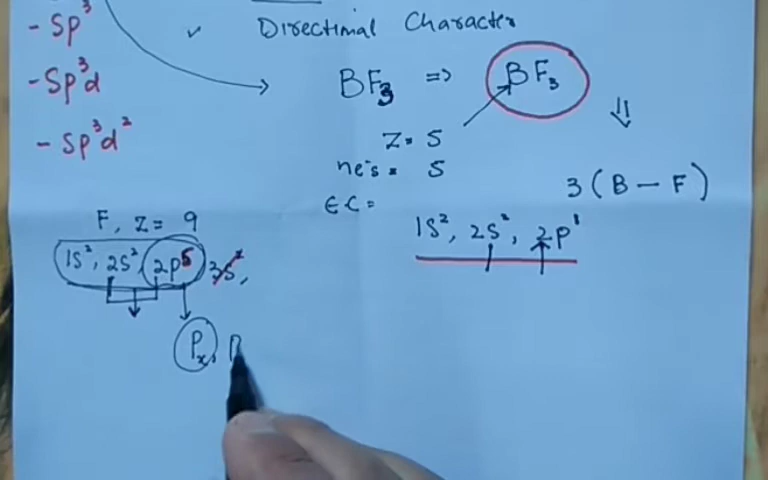 - Sp³
✓ Directional Character
- Sp³d
BF₃ => BF₃
- Sp³d²
Z = 5
ne's = 5
3 ( B — F )
EC =
1S², 2S², 2P¹
F, Z = 9
1S², 2S², 2P⁵ 3S²,
Pₓ, P